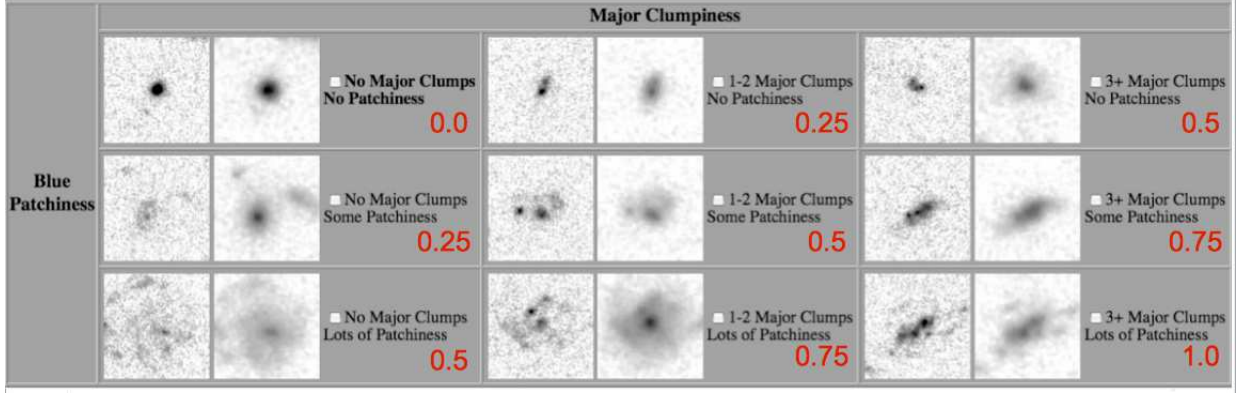 Major Clumpiness
No Major Clumps
No Patchiness
0.0
1-2 Major Clumps
No Patchiness
0.25
3+ Major Clumps
No Patchiness
0.5
Blue
Patchiness
No Major Clumps
Some Patchiness
0.25
1-2 Major Clumps
Some Patchiness
0.5
3+ Major Clumps
Some Patchiness
0.75
No Major Clumps
Lots of Patchiness
0.5
1-2 Major Clumps
Lots of Patchiness
0.75
3+ Major Clumps
Lots of Patchiness
1.0